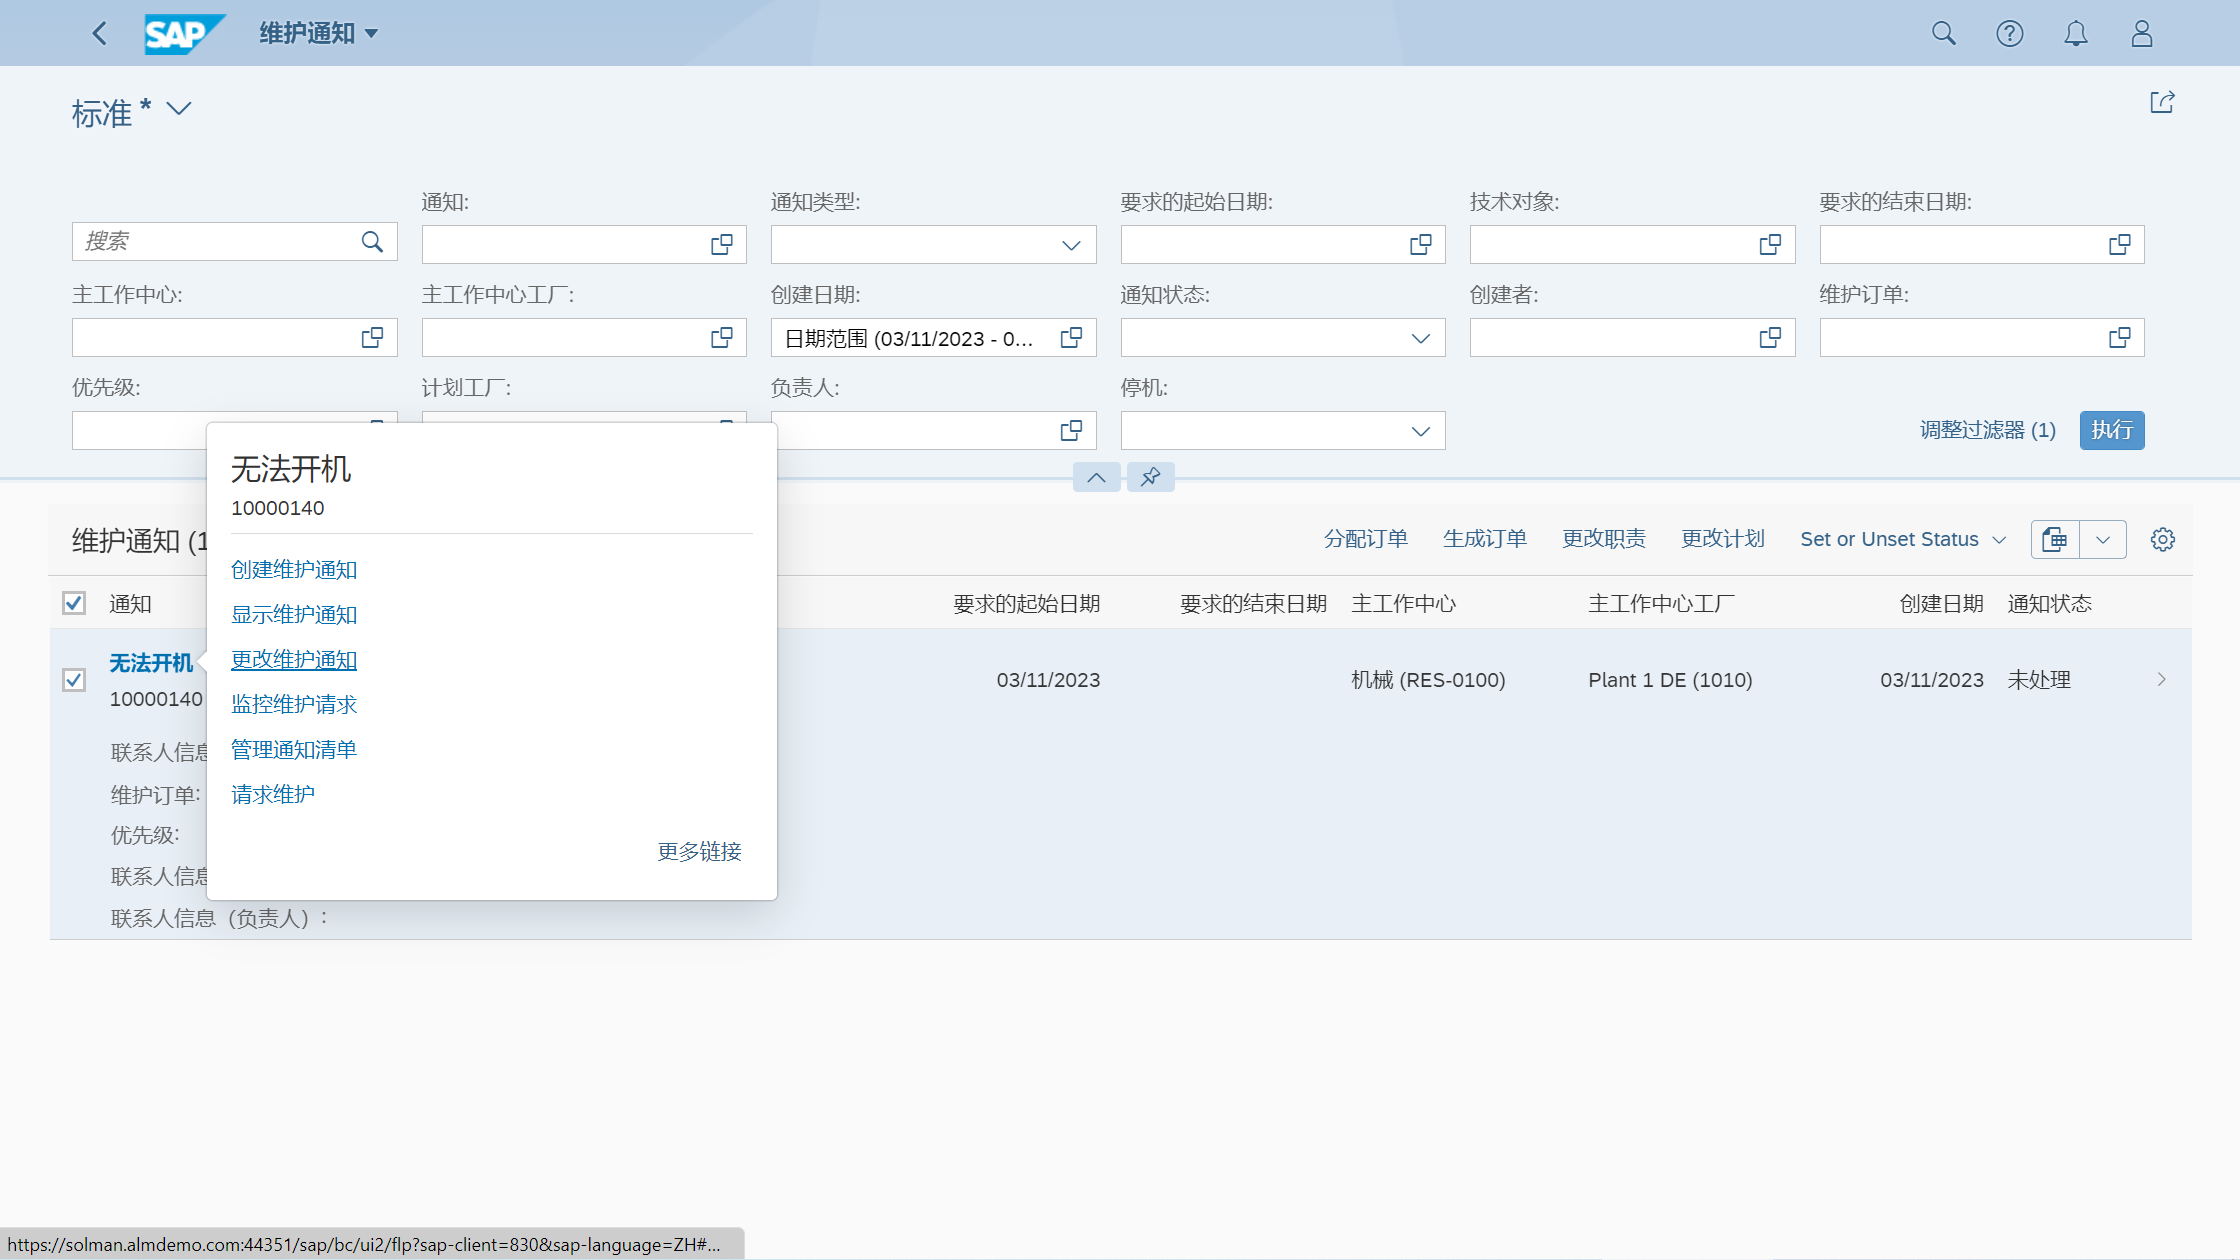 SAP 维护通知
标准 *
通知: 通知类型: 要求的起始日期: 技术对象: 要求的结束日期:
搜索
主工作中心: 主工作中心工厂: 创建日期: 通知状态: 创建者: 维护订单:
日期范围 (03/11/2023 - 0...
优先级: 计划工厂: 负责人: 停机:
调整过滤器 (1) 执行
无法开机
10000140
创建维护通知
显示维护通知
更改维护通知
监控维护请求
管理通知清单
请求维护
更多链接
维护通知 (1 分配订单 生成订单 更改职责 更改计划 Set or Unset Status
通知 要求的起始日期 要求的结束日期 主工作中心 主工作中心工厂 创建日期 通知状态
无法开机
10000140 03/11/2023 机械 (RES-0100) Plant 1 DE (1010) 03/11/2023 未处理
联系人信息
维护订单:
优先级:
联系人信息
联系人信息（负责人）:
https://solman.almdemo.com:44351/sap/bc/ui2/flp?sap-client=830&sap-language=ZH#...